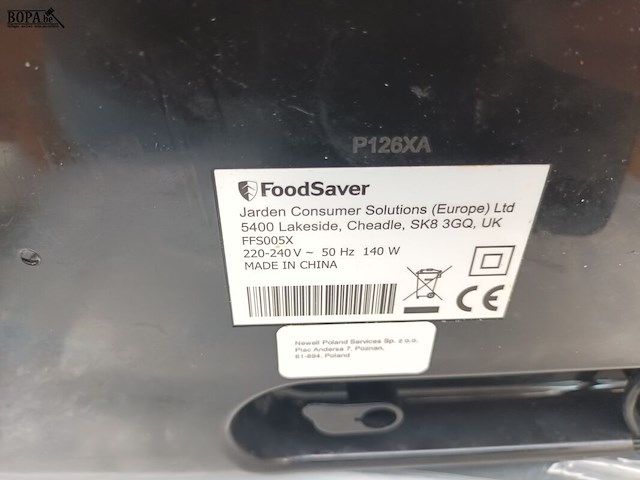 BOPA.be
P126XA
FoodSaver
Jarden Consumer Solutions (Europe) Ltd
5400 Lakeside, Cheadle, SK8 3GQ, UK
FFS005X
220-240V ~ 50 Hz 140 W
MADE IN CHINA
CE
Newell Poland Services Sp. z o.o.
Plac Andersa 7, Poznan,
61-894, Poland